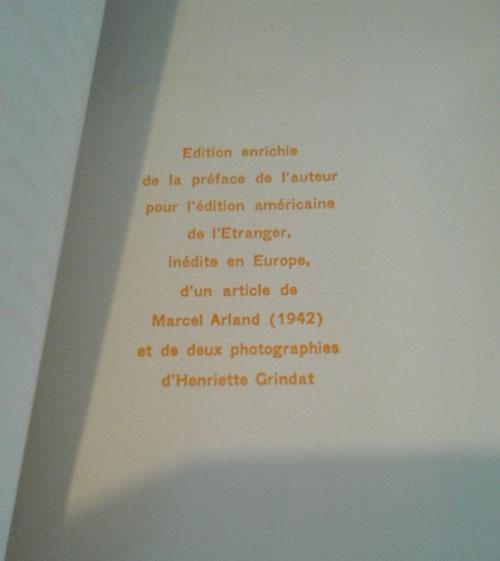 Edition enrichie
de la préface de l'auteur
pour l'édition américaine
de l'Etranger,
inédite en Europe,
d'un article de
Marcel Arland (1942)
et de deux photographies
d'Henriette Grindat